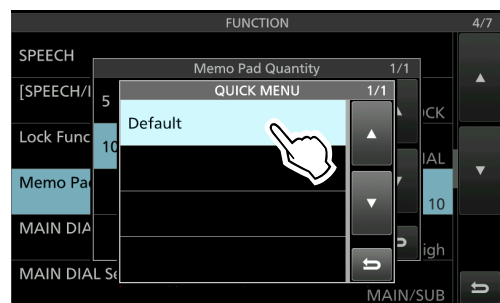 FUNCTION 4/7
SPEECH
Memo Pad Quantity 1/1
[SPEECH/
QUICK MENU 1/1
5
CK
Default
Lock Func
10
IAL
Memo Pa
10
MAIN DIA
igh
MAIN DIAL Se
MAIN/SUB